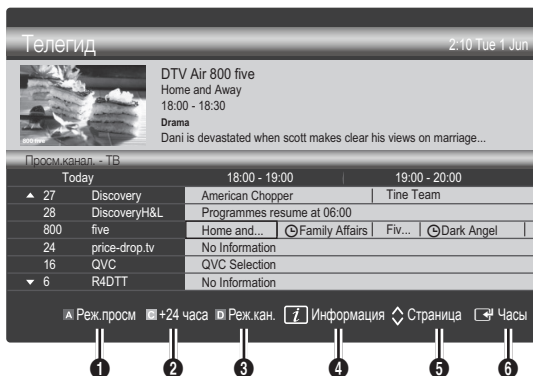 Телегид 2:10 Tue 1 Jun
DTV Air 800 five
Home and Away
18:00 - 18:30
Drama
Dani is devastated when scott makes clear his views on marriage...
800 five
Просм.канал. - ТВ
Today 18:00 - 19:00 19:00 - 20:00
▲ 27 Discovery American Chopper Tine Team
28 DiscoveryH&L Programmes resume at 06:00
800 five Home and... Family Affairs Fiv... Dark Angel
24 price-drop.tv No Information
16 QVC QVC Selection
▼ 6 R4DTT No Information
A Реж.просм C +24 часа D Реж.кан. i Информация Страница Часы
1 2 3 4 5 6